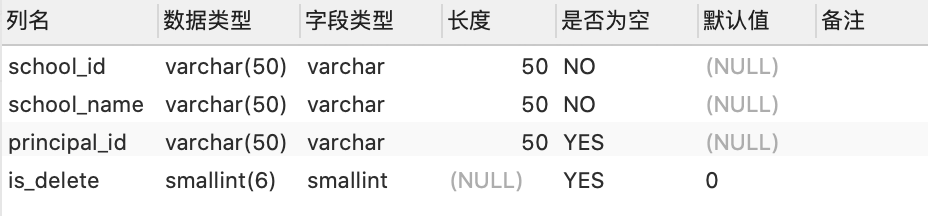 列名 数据类型 字段类型 长度 是否为空 默认值 备注
school_id varchar(50) varchar 50 NO (NULL)
school_name varchar(50) varchar 50 NO (NULL)
principal_id varchar(50) varchar 50 YES (NULL)
is_delete smallint(6) smallint (NULL) YES 0